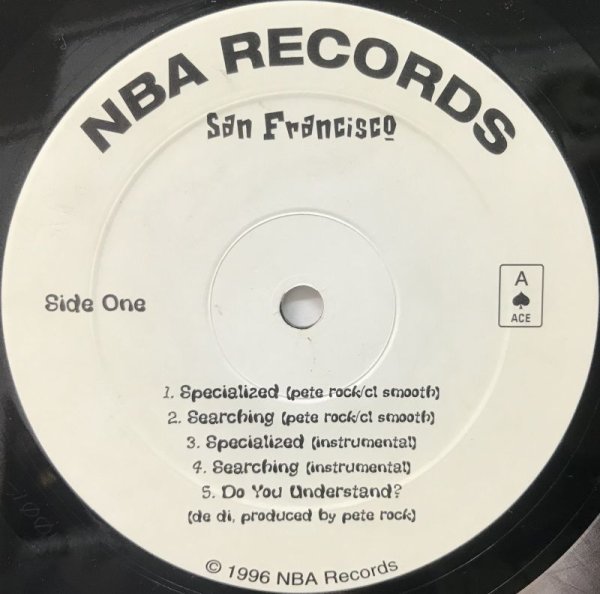 NBA RECORDS
San Francisco
Side One
A
ACE
1. Specialized (pete rock/cl smooth)
2. Searching (pete rock/cl smooth)
3. Specialized (instrumental)
4. Searching (instrumental)
5. Do You Understand?
(de di, produced by pete rock)
© 1996 NBA Records